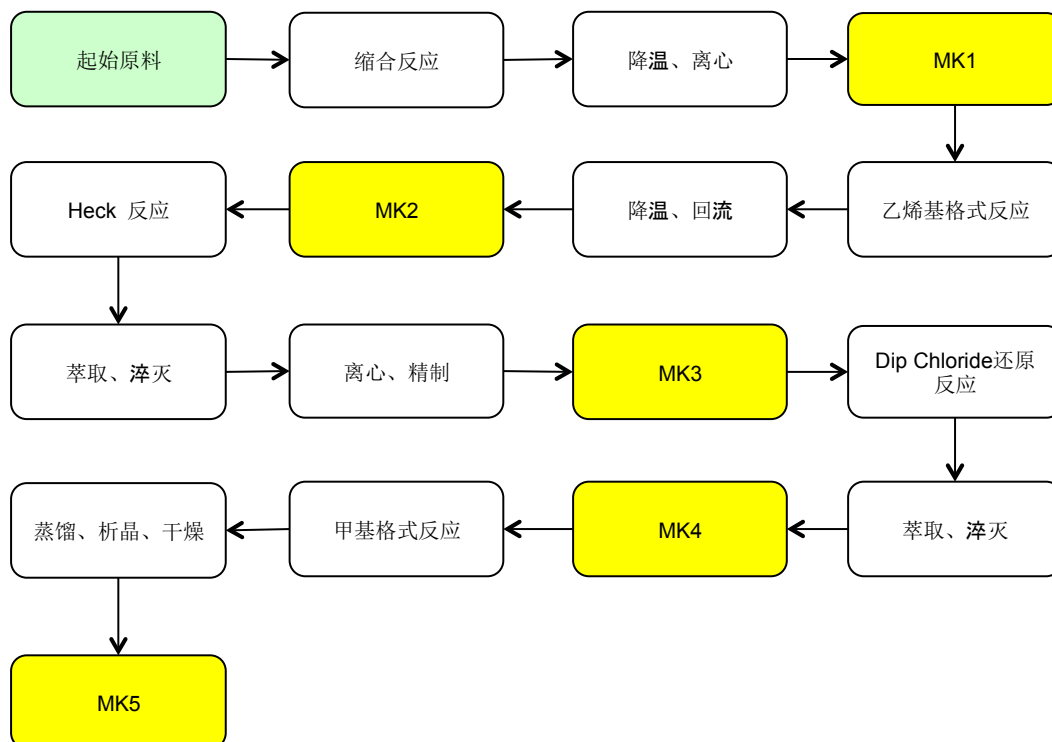 起始原料
缩合反应
降温、离心
MK1
乙烯基格式反应
降温、回流
MK2
Heck 反应
萃取、淬灭
离心、精制
MK3
Dip Chloride还原
反应
萃取、淬灭
MK4
甲基格式反应
蒸馏、析晶、干燥
MK5